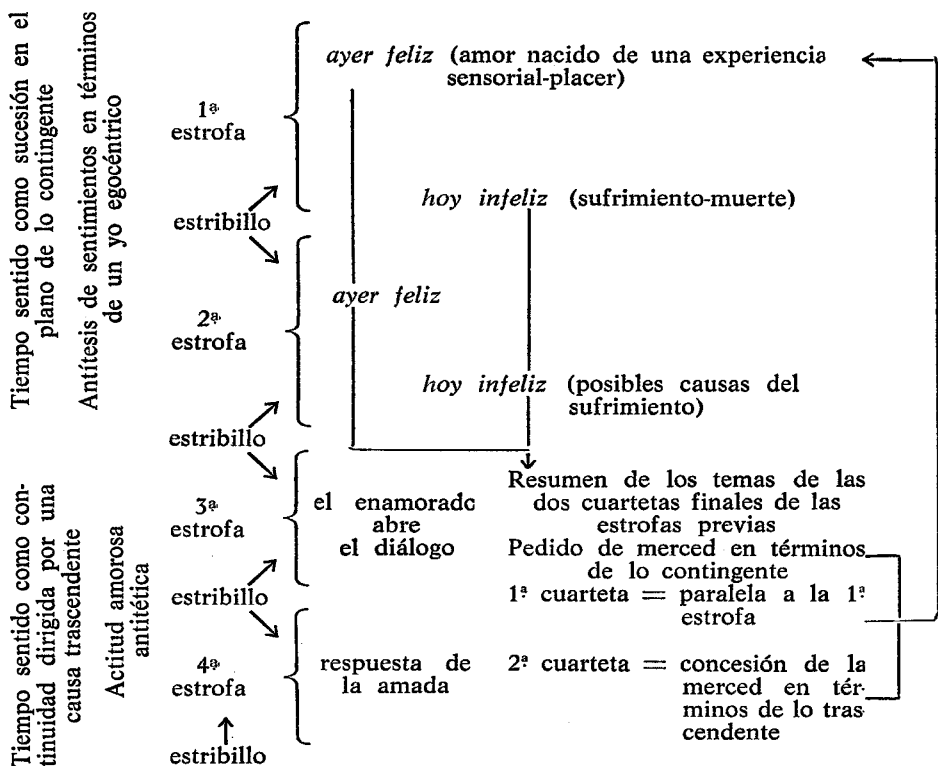 Tiempo sentido como sucesión en el
plano de lo contingente
Antítesis de sentimientos en términos
de un yo egocéntrico
1ª
estrofa
ayer feliz (amor nacido de una experiencia
sensorial-placer)
hoy infeliz (sufrimiento-muerte)
estribillo
2ª
estrofa
ayer feliz
hoy infeliz (posibles causas del
sufrimiento)
estribillo
Tiempo sentido como con-
tinuidad dirigida por una
causa trascendente
Actitud amorosa
antitética
3ª
estrofa
el enamorado
abre
el diálogo
Resumen de los temas de las
dos cuartetas finales de las
estrofas previas
Pedido de merced en términos
de lo contingente
estribillo
4ª
estrofa
respuesta de
la amada
1ª cuarteta = paralela a la 1ª
estrofa
2ª cuarteta = concesión de la
merced en tér-
minos de lo tras-
cendente
estribillo